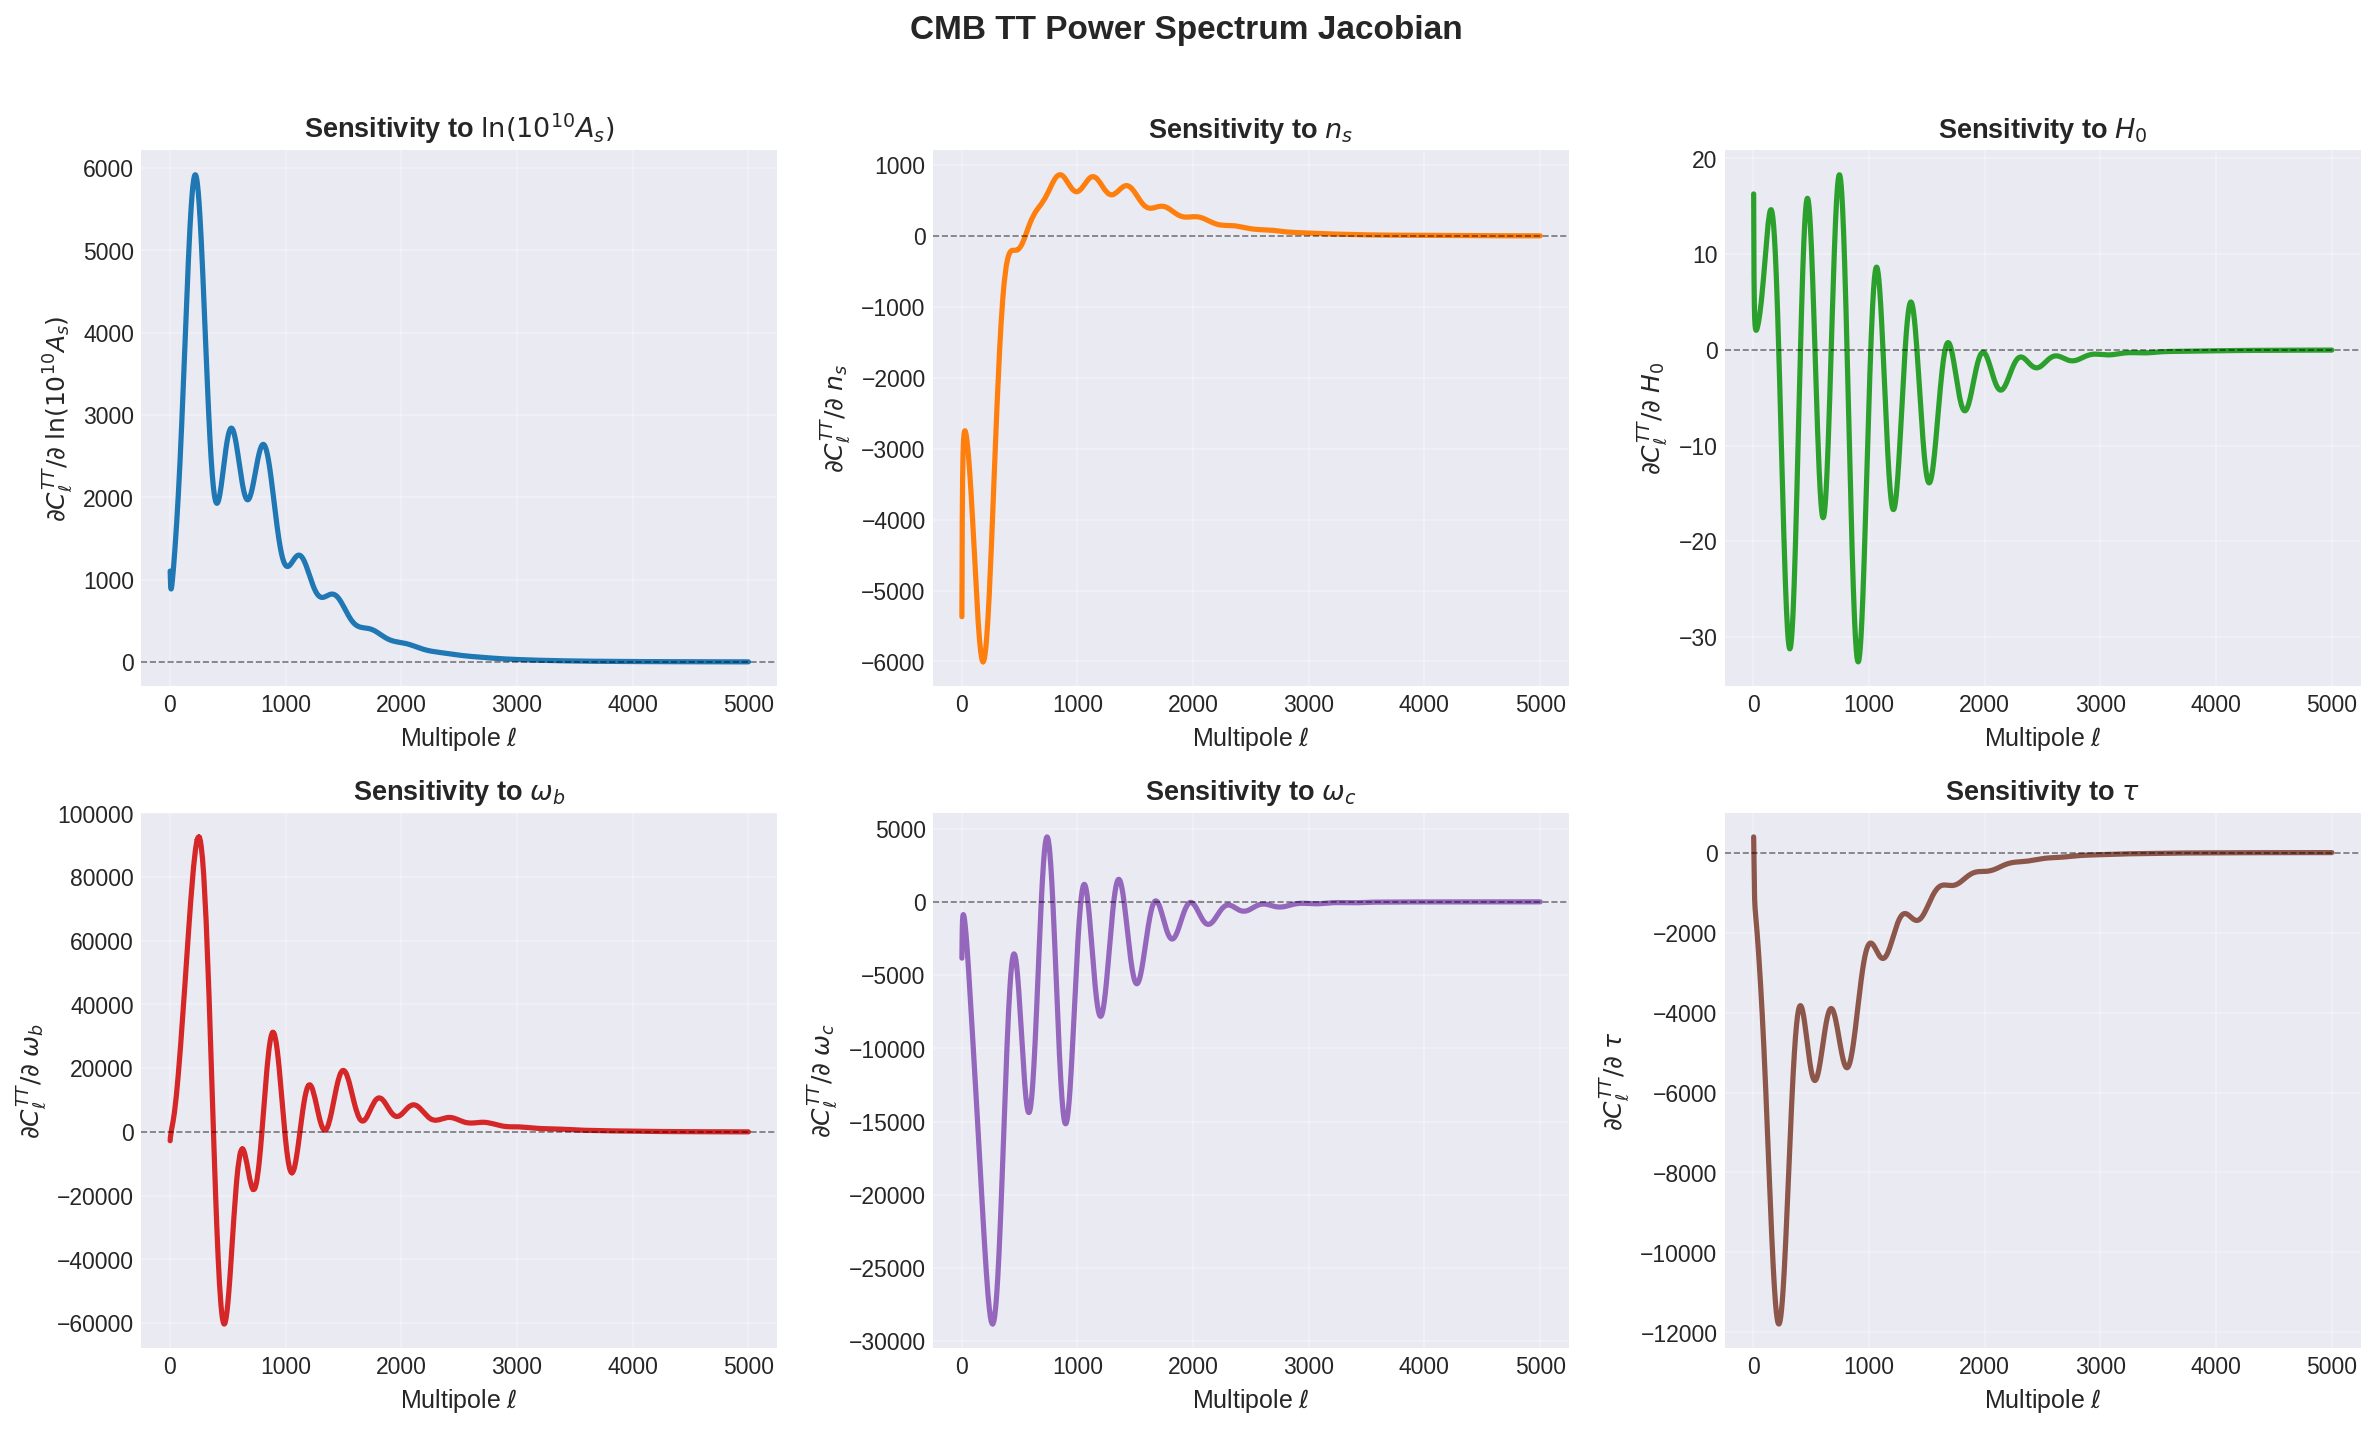 CMB TT Power Spectrum Jacobian
Sensitivity to ln(10¹⁰Aₛ)
6000
5000
4000
3000
2000
1000
0
∂C_ℓ^TT/∂ ln(10¹⁰Aₛ)
0 1000 2000 3000 4000 5000
Multipole ℓ
Sensitivity to nₛ
1000
0
−1000
−2000
−3000
−4000
−5000
−6000
∂C_ℓ^TT/∂ nₛ
0 1000 2000 3000 4000 5000
Multipole ℓ
Sensitivity to H₀
20
10
0
−10
−20
−30
∂C_ℓ^TT/∂ H₀
0 1000 2000 3000 4000 5000
Multipole ℓ
Sensitivity to ω_b
100000
80000
60000
40000
20000
0
−20000
−40000
−60000
∂C_ℓ^TT/∂ ω_b
0 1000 2000 3000 4000 5000
Multipole ℓ
Sensitivity to ω_c
5000
0
−5000
−10000
−15000
−20000
−25000
−30000
∂C_ℓ^TT/∂ ω_c
0 1000 2000 3000 4000 5000
Multipole ℓ
Sensitivity to τ
0
−2000
−4000
−6000
−8000
−10000
−12000
∂C_ℓ^TT/∂ τ
0 1000 2000 3000 4000 5000
Multipole ℓ